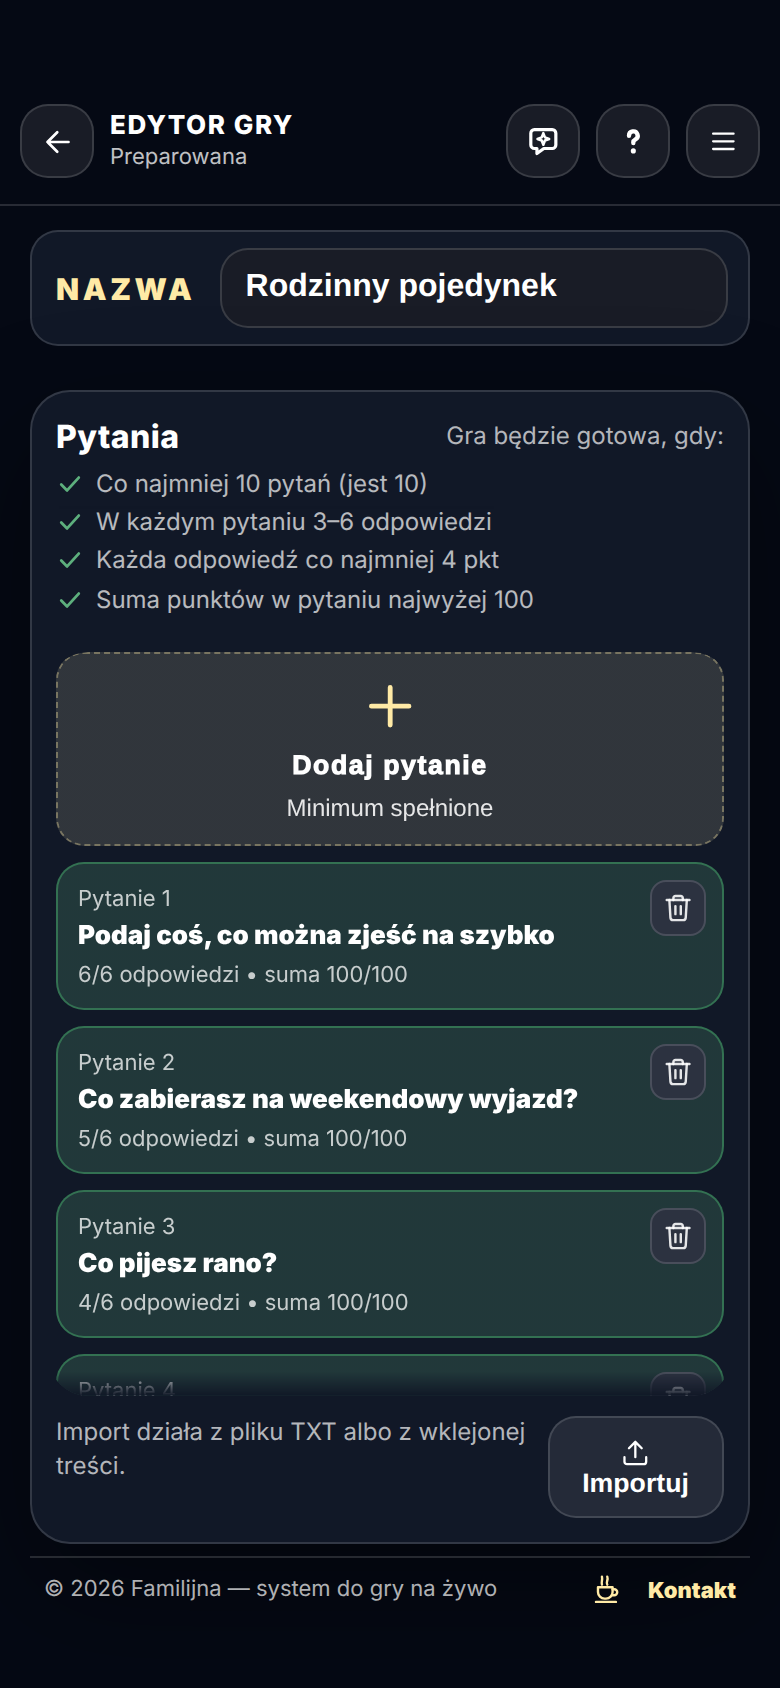 EDYTOR GRY
Preparowana
?
NAZWA
Rodzinny pojedynek
Pytania
Gra będzie gotowa, gdy:
Co najmniej 10 pytań (jest 10)
W każdym pytaniu 3–6 odpowiedzi
Każda odpowiedź co najmniej 4 pkt
Suma punktów w pytaniu najwyżej 100
Dodaj pytanie
Minimum spełnione
Pytanie 1
Podaj coś, co można zjeść na szybko
6/6 odpowiedzi • suma 100/100
Pytanie 2
Co zabierasz na weekendowy wyjazd?
5/6 odpowiedzi • suma 100/100
Pytanie 3
Co pijesz rano?
4/6 odpowiedzi • suma 100/100
Pytanie 4
Import działa z pliku TXT albo z wklejonej
treści.
Importuj
© 2026 Familijna — system do gry na żywo
Kontakt